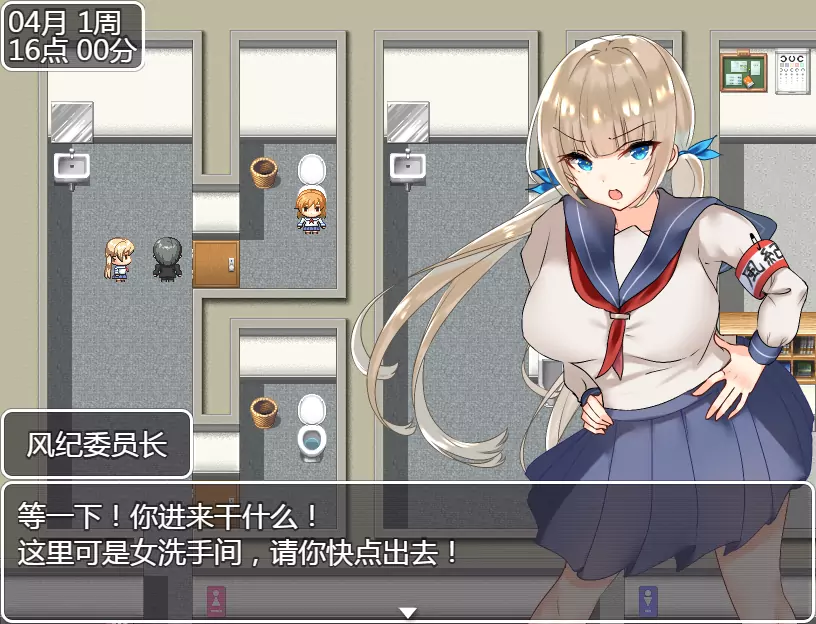 04月 1周
16点 00分
风纪
风纪委员长
等一下！你进来干什么！
这里可是女洗手间，请你快点出去！